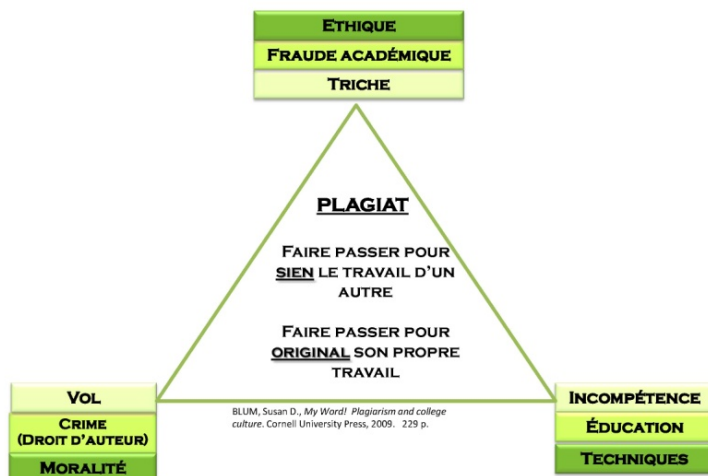 ETHIQUE
FRAUDE ACADÉMIQUE
TRICHE
PLAGIAT
FAIRE PASSER POUR
SIEN LE TRAVAIL D'UN
AUTRE
FAIRE PASSER POUR
ORIGINAL SON PROPRE
TRAVAIL
VOL
CRIME
(DROIT D'AUTEUR)
MORALITÉ
BLUM, Susan D., My Word! Plagiarism and college
culture. Cornell University Press, 2009. 229 p.
INCOMPÉTENCE
ÉDUCATION
TECHNIQUES